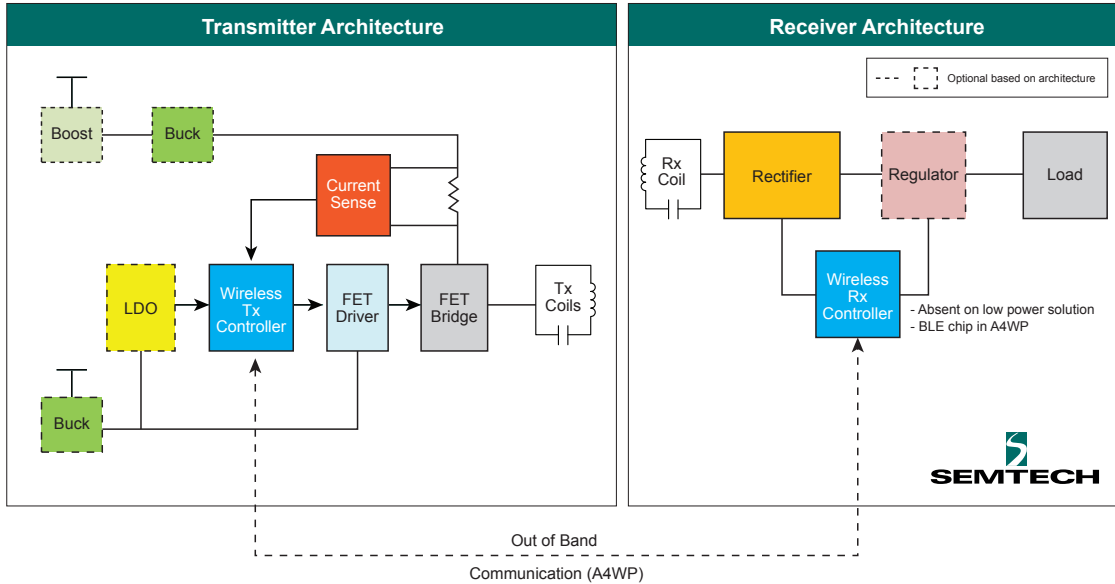 Transmitter Architecture
Boost
Buck
Current
Sense
LDO
Wireless
Tx
Controller
FET
Driver
FET
Bridge
Tx
Coils
Buck
Receiver Architecture
Optional based on architecture
Rx
Coil
Rectifier
Regulator
Load
Wireless
Rx
Controller
- Absent on low power solution
- BLE chip in A4WP
SEMTECH
Out of Band
Communication (A4WP)